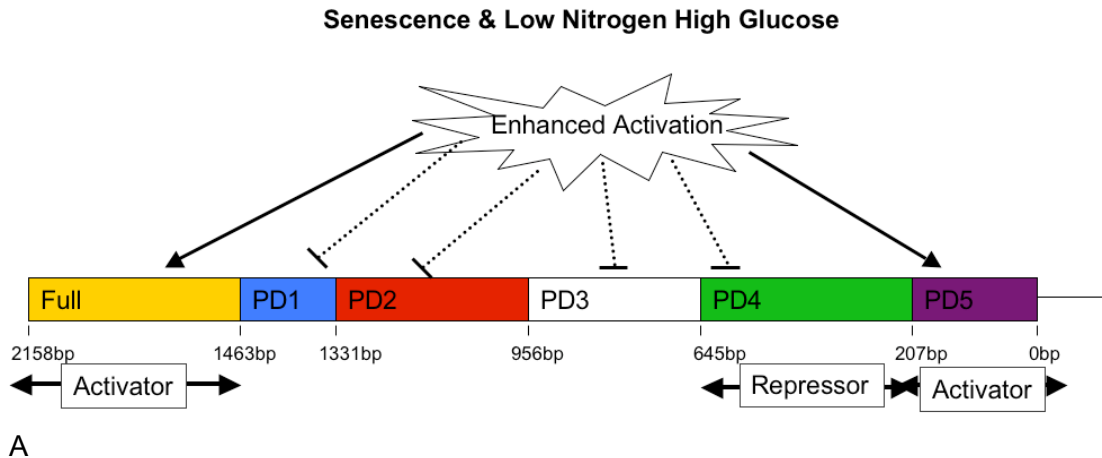 Senescence & Low Nitrogen High Glucose
Enhanced Activation
Full PD1 PD2 PD3 PD4 PD5
2158bp 1463bp 1331bp 956bp 645bp 207bp 0bp
Activator Repressor Activator
A